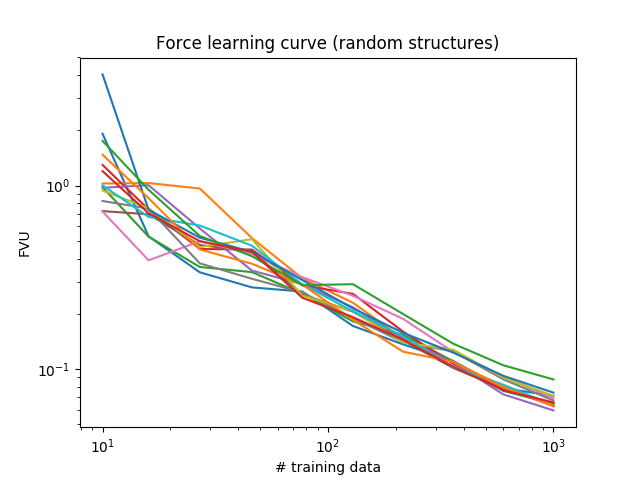 Force learning curve (random structures)
FVU
10⁰
10⁻¹
10¹
10²
10³
# training data